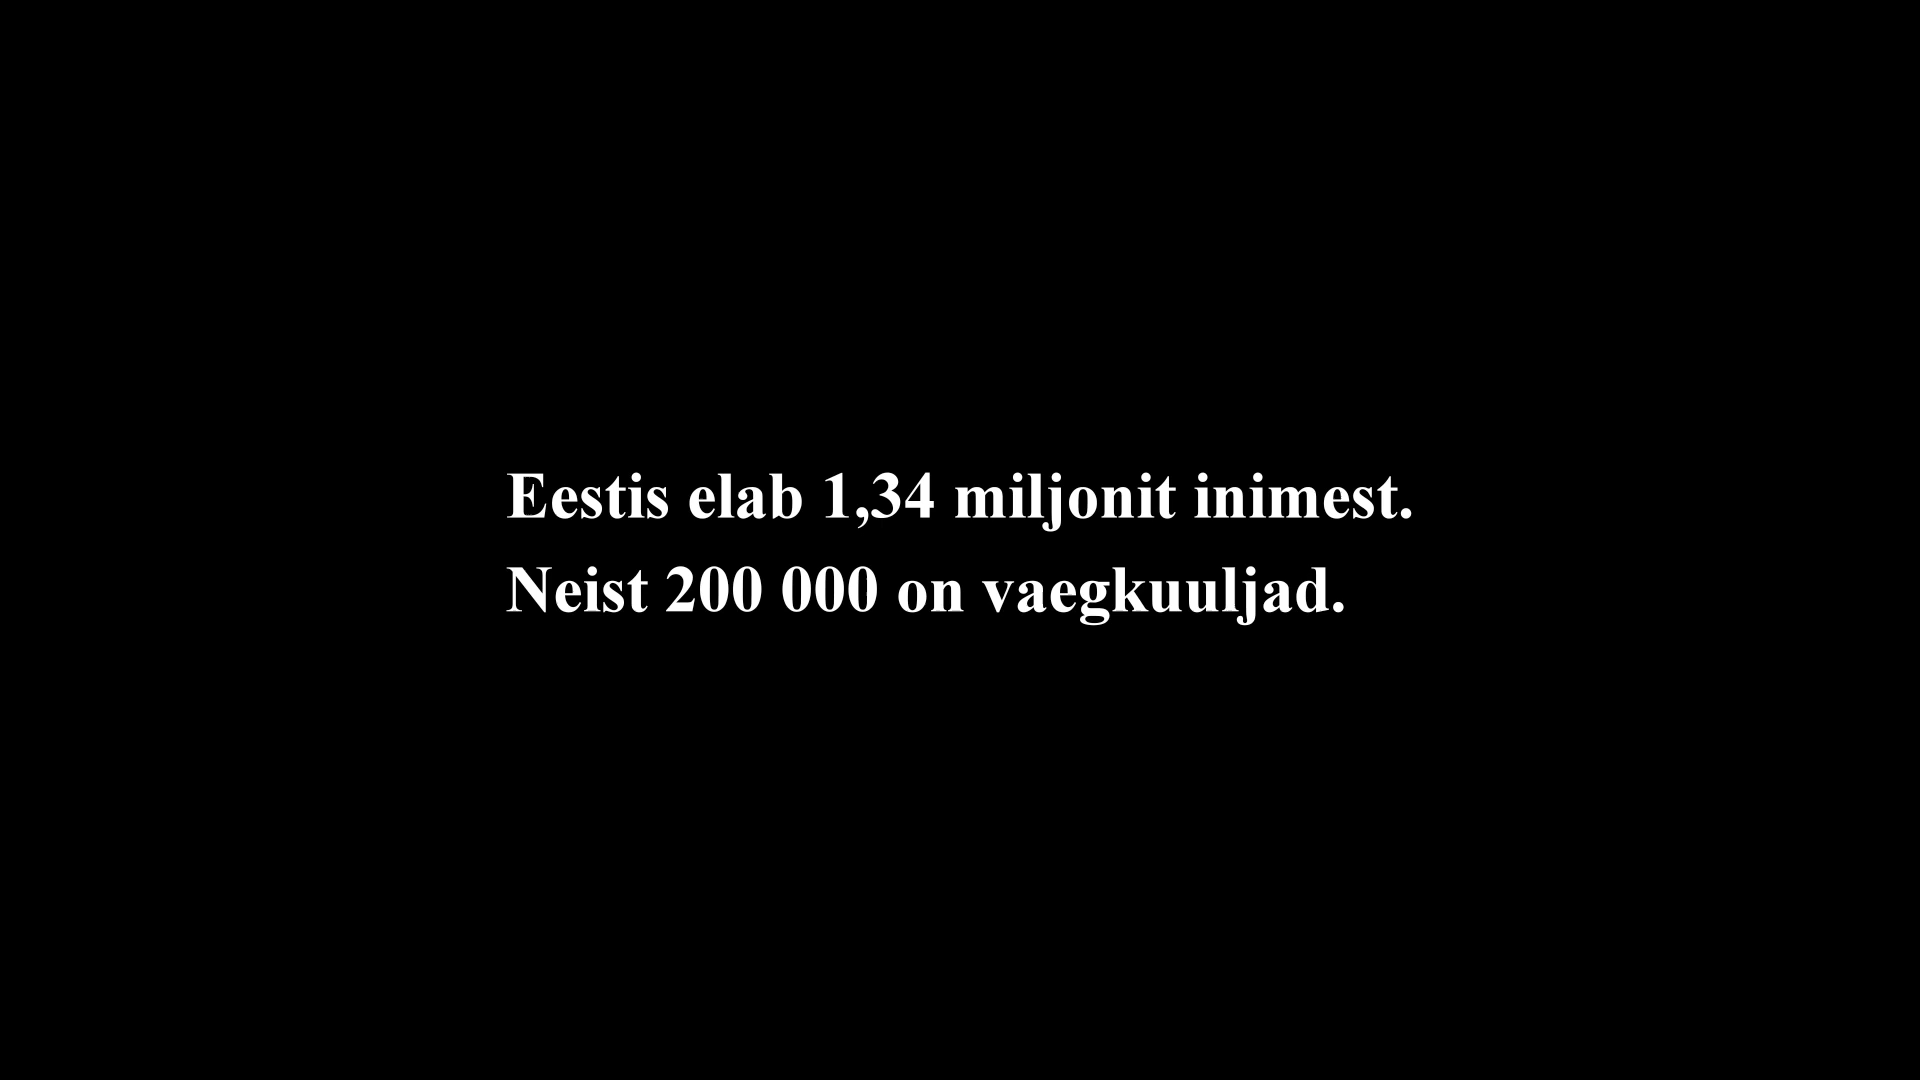 Eestis elab 1,34 miljonit inimest.
Neist 200 000 on vaegkuuljad.